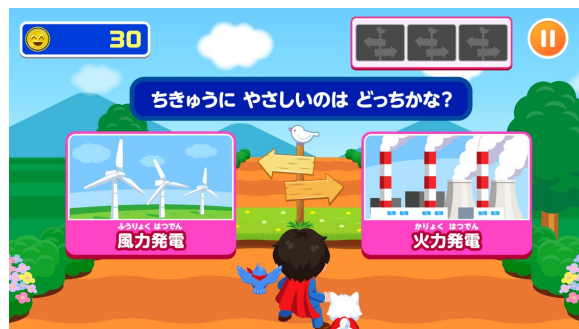 30
ちきゅうに やさしいのは どっちかな?
ふうりょく はつでん
風力発電
かりょく はつでん
火力発電